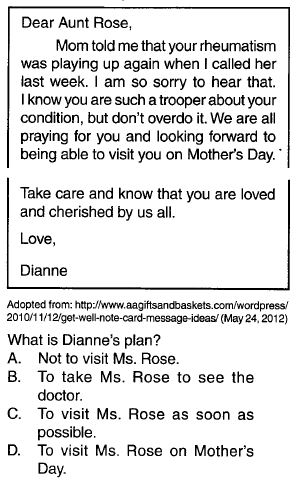 Dear Aunt Rose,
Mom told me that your rheumatism
was playing up again when I called her
last week. I am so sorry to hear that.
I know you are such a trooper about your
condition, but don't overdo it. We are all
praying for you and looking forward to
being able to visit you on Mother's Day.
Take care and know that you are loved
and cherished by us all.
Love,
Dianne
Adopted from: http://www.aagiftsandbaskets.com/wordpress/
2010/11/12/get-well-note-card-message-ideas/ (May 24, 2012)
What is Dianne's plan?
A. Not to visit Ms. Rose.
B. To take Ms. Rose to see the
doctor.
C. To visit Ms. Rose as soon as
possible.
D. To visit Ms. Rose on Mother's
Day.